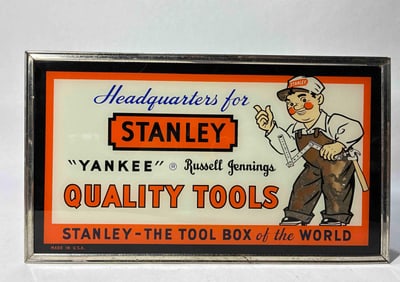 Headquarters for
STANLEY
"YANKEE" ® Russell Jennings
QUALITY TOOLS
STANLEY-THE TOOL BOX of the WORLD
MADE IN U.S.A.
STANLEY